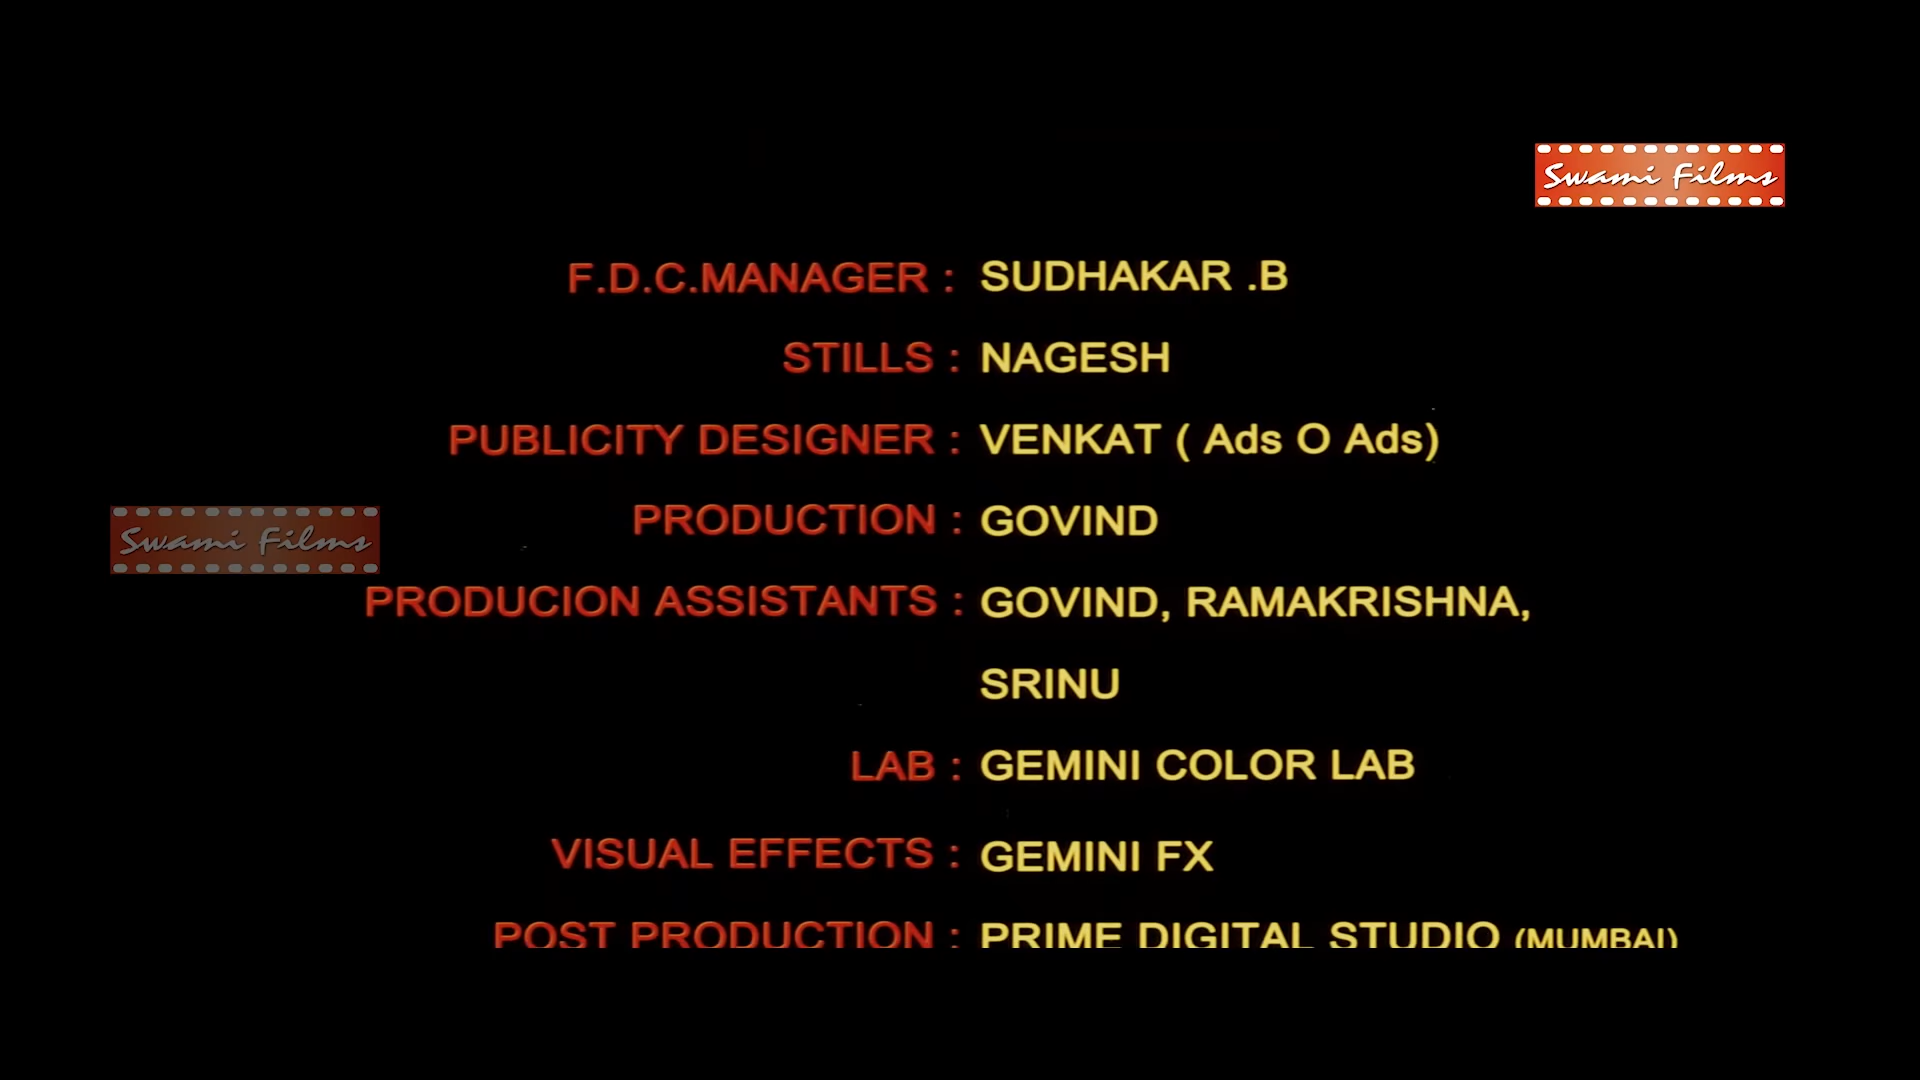 Swami Films
F.D.C.MANAGER : SUDHAKAR .B
STILLS : NAGESH
PUBLICITY DESIGNER : VENKAT ( Ads O Ads)
PRODUCTION : GOVIND
Swami Films
PRODUCION ASSISTANTS : GOVIND, RAMAKRISHNA,
SRINU
LAB : GEMINI COLOR LAB
VISUAL EFFECTS : GEMINI FX
POST PRODUCTION : PRIME DIGITAL STUDIO (MUMBAI)